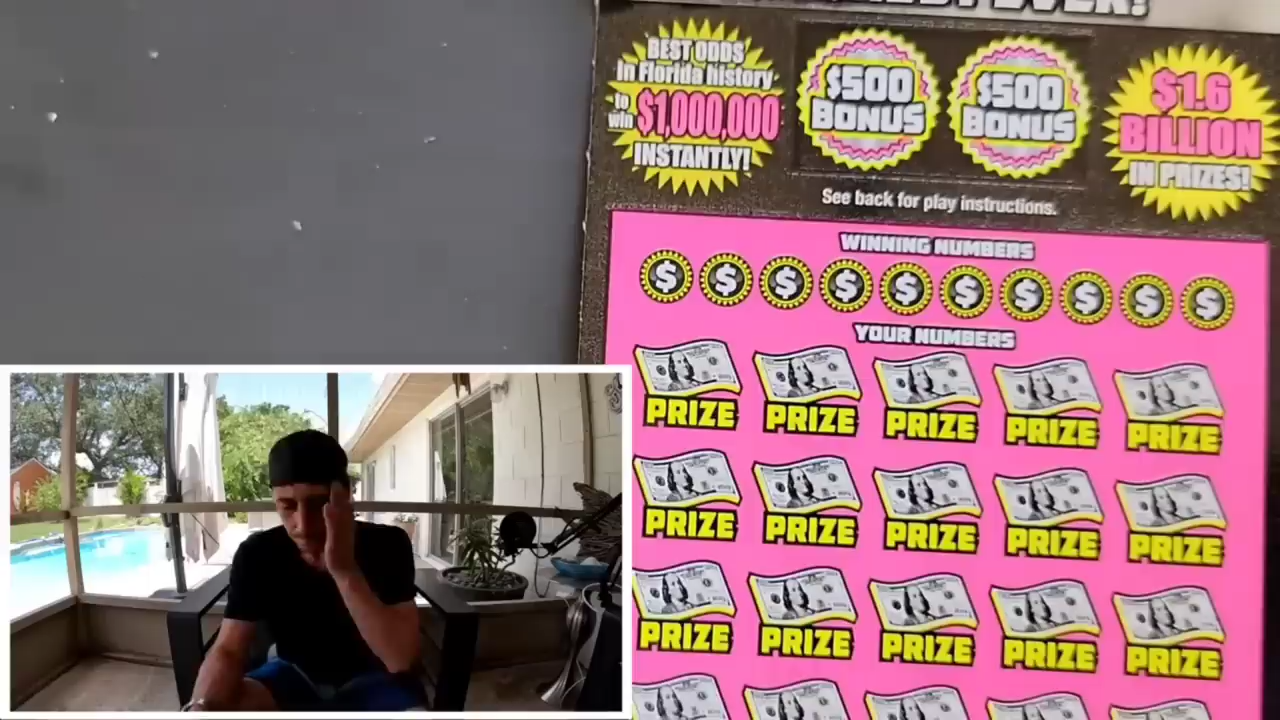 BEST ODDS
In Florida history
to win $1,000,000
INSTANTLY!
$500
BONUS
$500
BONUS
$1.6
BILLION
IN PRIZES!
See back for play instructions.
WINNING NUMBERS
$ $ $ $ $ $ $ $ $ $
YOUR NUMBERS
PRIZE PRIZE PRIZE PRIZE PRIZE
PRIZE PRIZE PRIZE PRIZE PRIZE
PRIZE PRIZE PRIZE PRIZE PRIZE